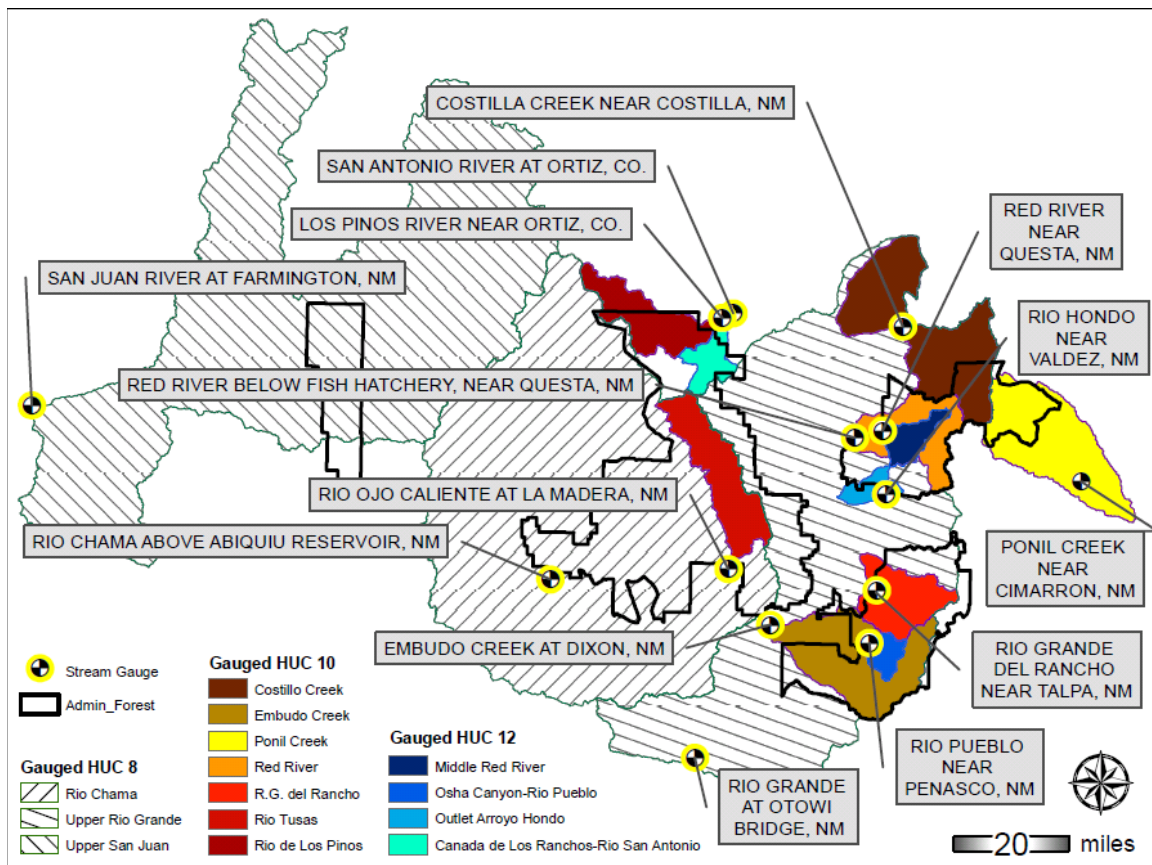 COSTILLA CREEK NEAR COSTILLA, NM
SAN ANTONIO RIVER AT ORTIZ, CO.
LOS PINOS RIVER NEAR ORTIZ, CO.
RED RIVER
NEAR
QUESTA, NM
SAN JUAN RIVER AT FARMINGTON, NM
RIO HONDO
NEAR
VALDEZ, NM
RED RIVER BELOW FISH HATCHERY, NEAR QUESTA, NM
RIO OJO CALIENTE AT LA MADERA, NM
RIO CHAMA ABOVE ABIQUIU RESERVOIR, NM
PONIL CREEK
NEAR
CIMARRON, NM
EMBUDO CREEK AT DIXON, NM
RIO GRANDE
DEL RANCHO
NEAR TALPA, NM
RIO PUEBLO
NEAR
PENASCO, NM
RIO GRANDE
AT OTOWI
BRIDGE, NM
Stream Gauge
Admin_Forest
Gauged HUC 8
Rio Chama
Upper Rio Grande
Upper San Juan
Gauged HUC 10
Costillo Creek
Embudo Creek
Ponil Creek
Red River
R.G. del Rancho
Rio Tusas
Rio de Los Pinos
Gauged HUC 12
Middle Red River
Osha Canyon-Rio Pueblo
Outlet Arroyo Hondo
Canada de Los Ranchos-Rio San Antonio
20 miles